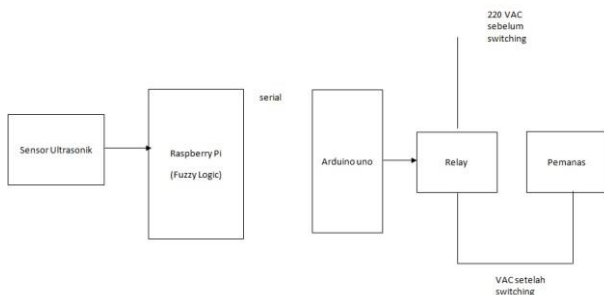 220 VAC
sebelum
switching
serial
Sensor Ultrasonik
Raspberry Pi
(Fuzzy Logic)
Arduino uno
Relay
Pemanas
VAC setelah
switching